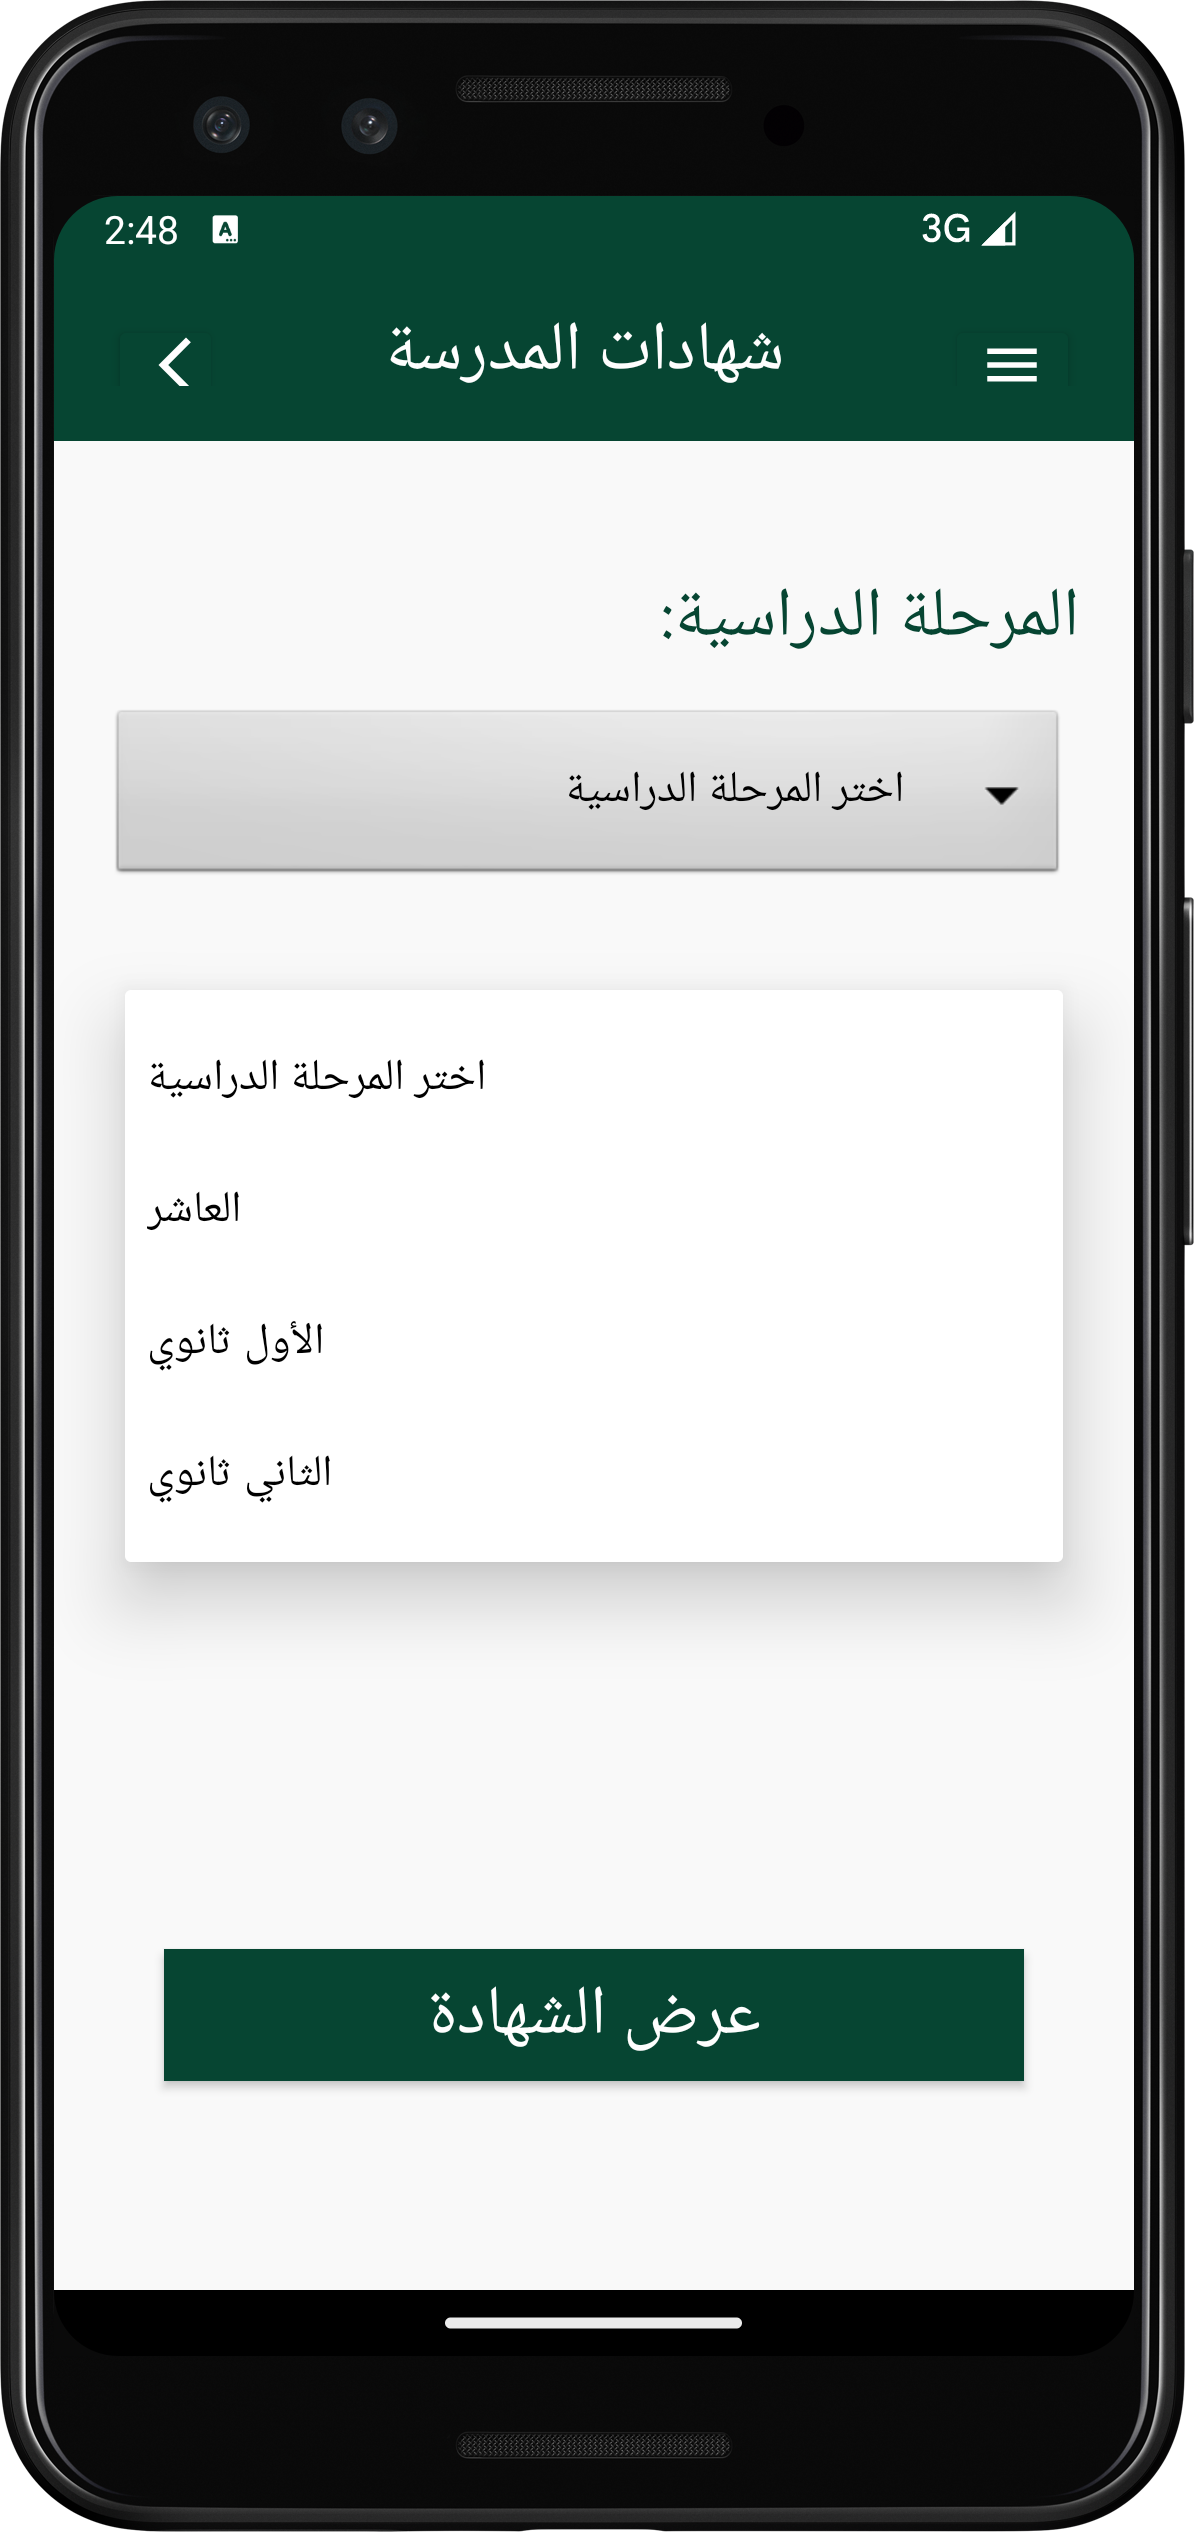 2:48 A 3G
شهادات المدرسة
المرحلة الدراسية:
اختر المرحلة الدراسية
اختر المرحلة الدراسية
العاشر
الأول ثانوي
الثاني ثانوي
عرض الشهادة